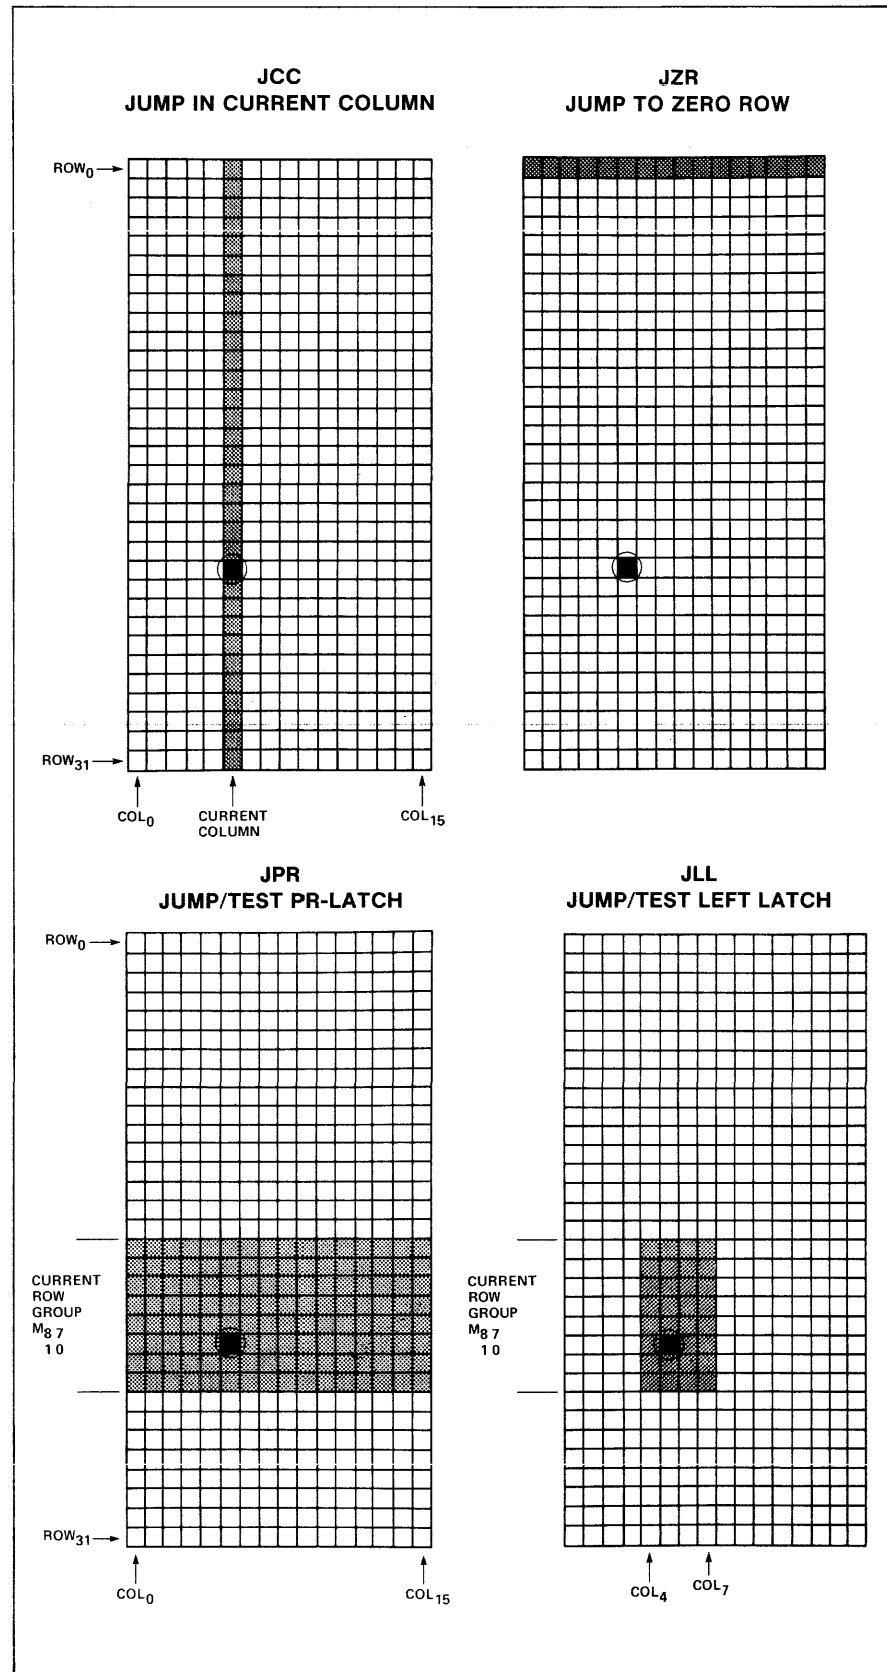 JCC
JUMP IN CURRENT COLUMN
JZR
JUMP TO ZERO ROW
ROW0
ROW31
COL0
CURRENT
COLUMN
COL15
JPR
JUMP/TEST PR-LATCH
JLL
JUMP/TEST LEFT LATCH
ROW0
CURRENT
ROW
GROUP
M8 7
1 0
CURRENT
ROW
GROUP
M8 7
1 0
ROW31
COL0
COL15
COL4
COL7